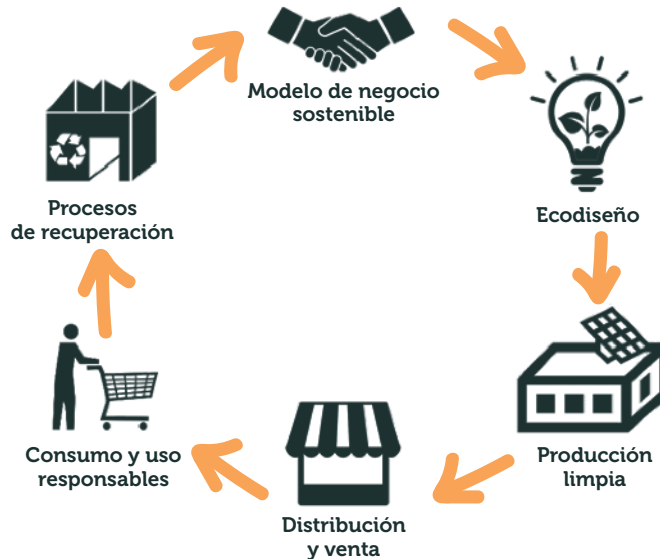 Modelo de negocio
sostenible
Ecodiseño
Producción
limpia
Distribución
y venta
Consumo y uso
responsables
Procesos
de recuperación